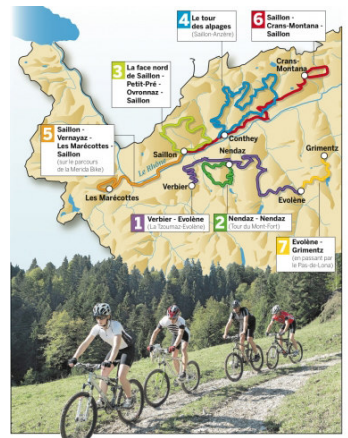 4 Le tour
des alpages
(Saillon-Anzère)
6 Saillon -
Crans-Montana -
Saillon
3 La face nord
de Saillon -
Petit-Pré -
Ovronnaz -
Saillon
Crans-
Montana
5 Saillon -
Vernayaz -
Les Marécottes -
Saillon
(sur le parcours
de la Merida Bike)
Le Rhône
Conthey
Saillon
Nendaz
Grimentz
Verbier
Evolène
Les Marécottes
1 Verbier - Evolène
(La Tzoumaz-Evolène)
2 Nendaz - Nendaz
(Tour du Mont-Fort)
7 Evolène -
Grimentz
(en passant par
le Pas-de-Lona)